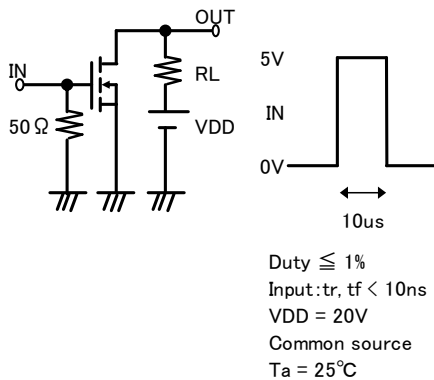 OUT
IN
RL
50Ω
VDD
5V
IN
0V
10us
Duty ≦ 1%
Input:tr, tf < 10ns
VDD = 20V
Common source
Ta = 25℃